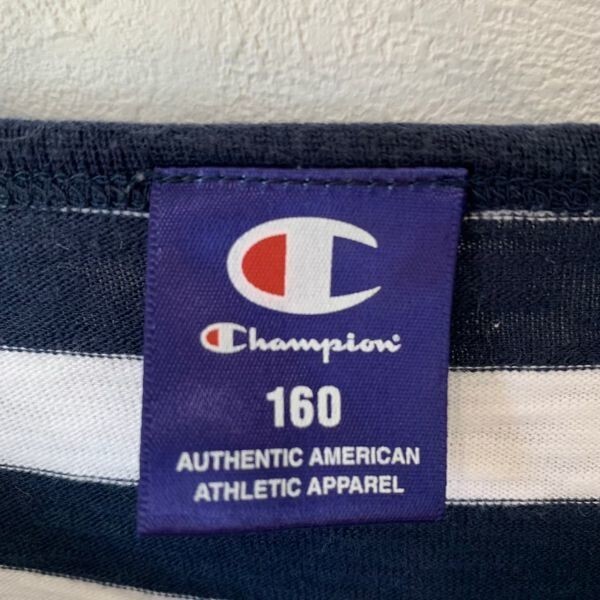 Champion
160
AUTHENTIC AMERICAN
ATHLETIC APPAREL